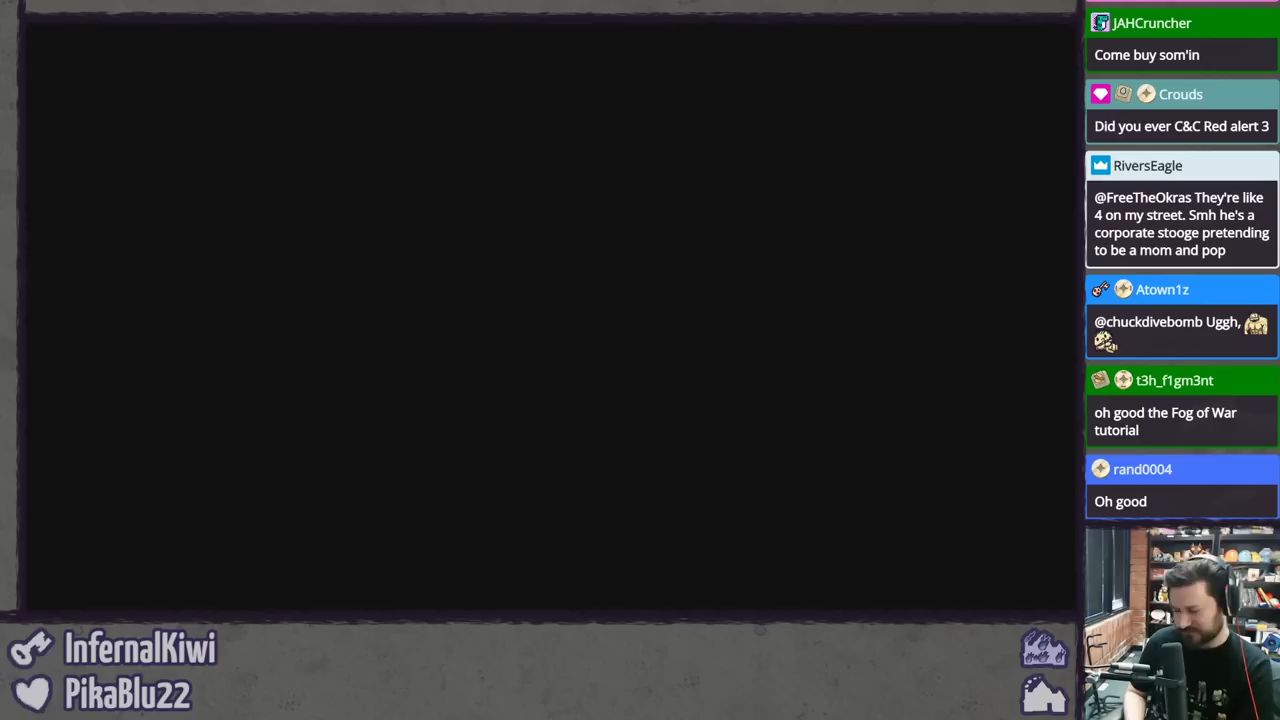 JAHCruncher
Come buy som'in
Crouds
Did you ever C&C Red alert 3
RiversEagle
@FreeTheOkras They're like
4 on my street. Smh he's a
corporate stooge pretending
to be a mom and pop
Atown1z
@chuckdivebomb Uggh,
t3h_f1gm3nt
oh good the Fog of War
tutorial
rand0004
Oh good
InfernalKiwi
PikaBlu22